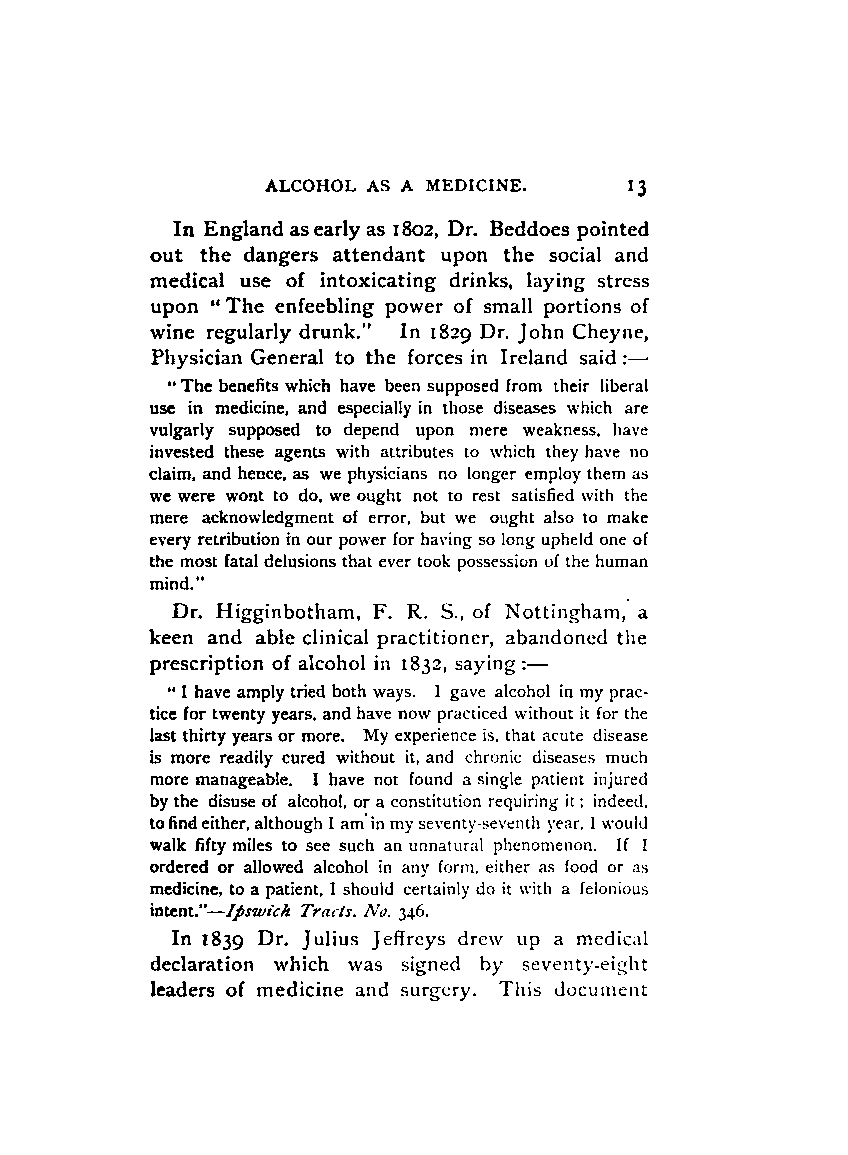 ALCOHOL AS A MEDICINE. 13
In England as early as 1802, Dr. Beddoes pointed
out the dangers attendant upon the social and
medical use of intoxicating drinks, laying stress
upon "The enfeebling power of small portions of
wine regularly drunk." In 1829 Dr. John Cheyne,
Physician General to the forces in Ireland said :—
"The benefits which have been supposed from their liberal
use in medicine, and especially in those diseases which are
vulgarly supposed to depend upon mere weakness, have
invested these agents with attributes to which they have no
claim, and hence, as we physicians no longer employ them as
we were wont to do, we ought not to rest satisfied with the
mere acknowledgment of error, but we ought also to make
every retribution in our power for having so long upheld one of
the most fatal delusions that ever took possession of the human
mind."
Dr. Higginbotham, F. R. S., of Nottingham, a
keen and able clinical practitioner, abandoned the
prescription of alcohol in 1832, saying :—
"I have amply tried both ways. I gave alcohol in my prac-
tice for twenty years, and have now practiced without it for the
last thirty years or more. My experience is, that acute disease
is more readily cured without it, and chronic diseases much
more manageable. I have not found a single patient injured
by the disuse of alcohol, or a constitution requiring it ; indeed,
to find either, although I am in my seventy-seventh year, I would
walk fifty miles to see such an unnatural phenomenon. If I
ordered or allowed alcohol in any form, either as food or as
medicine, to a patient, I should certainly do it with a felonious
intent."—Ipswich Tracts. No. 346.
In 1839 Dr. Julius Jeffreys drew up a medical
declaration which was signed by seventy-eight
leaders of medicine and surgery. This document